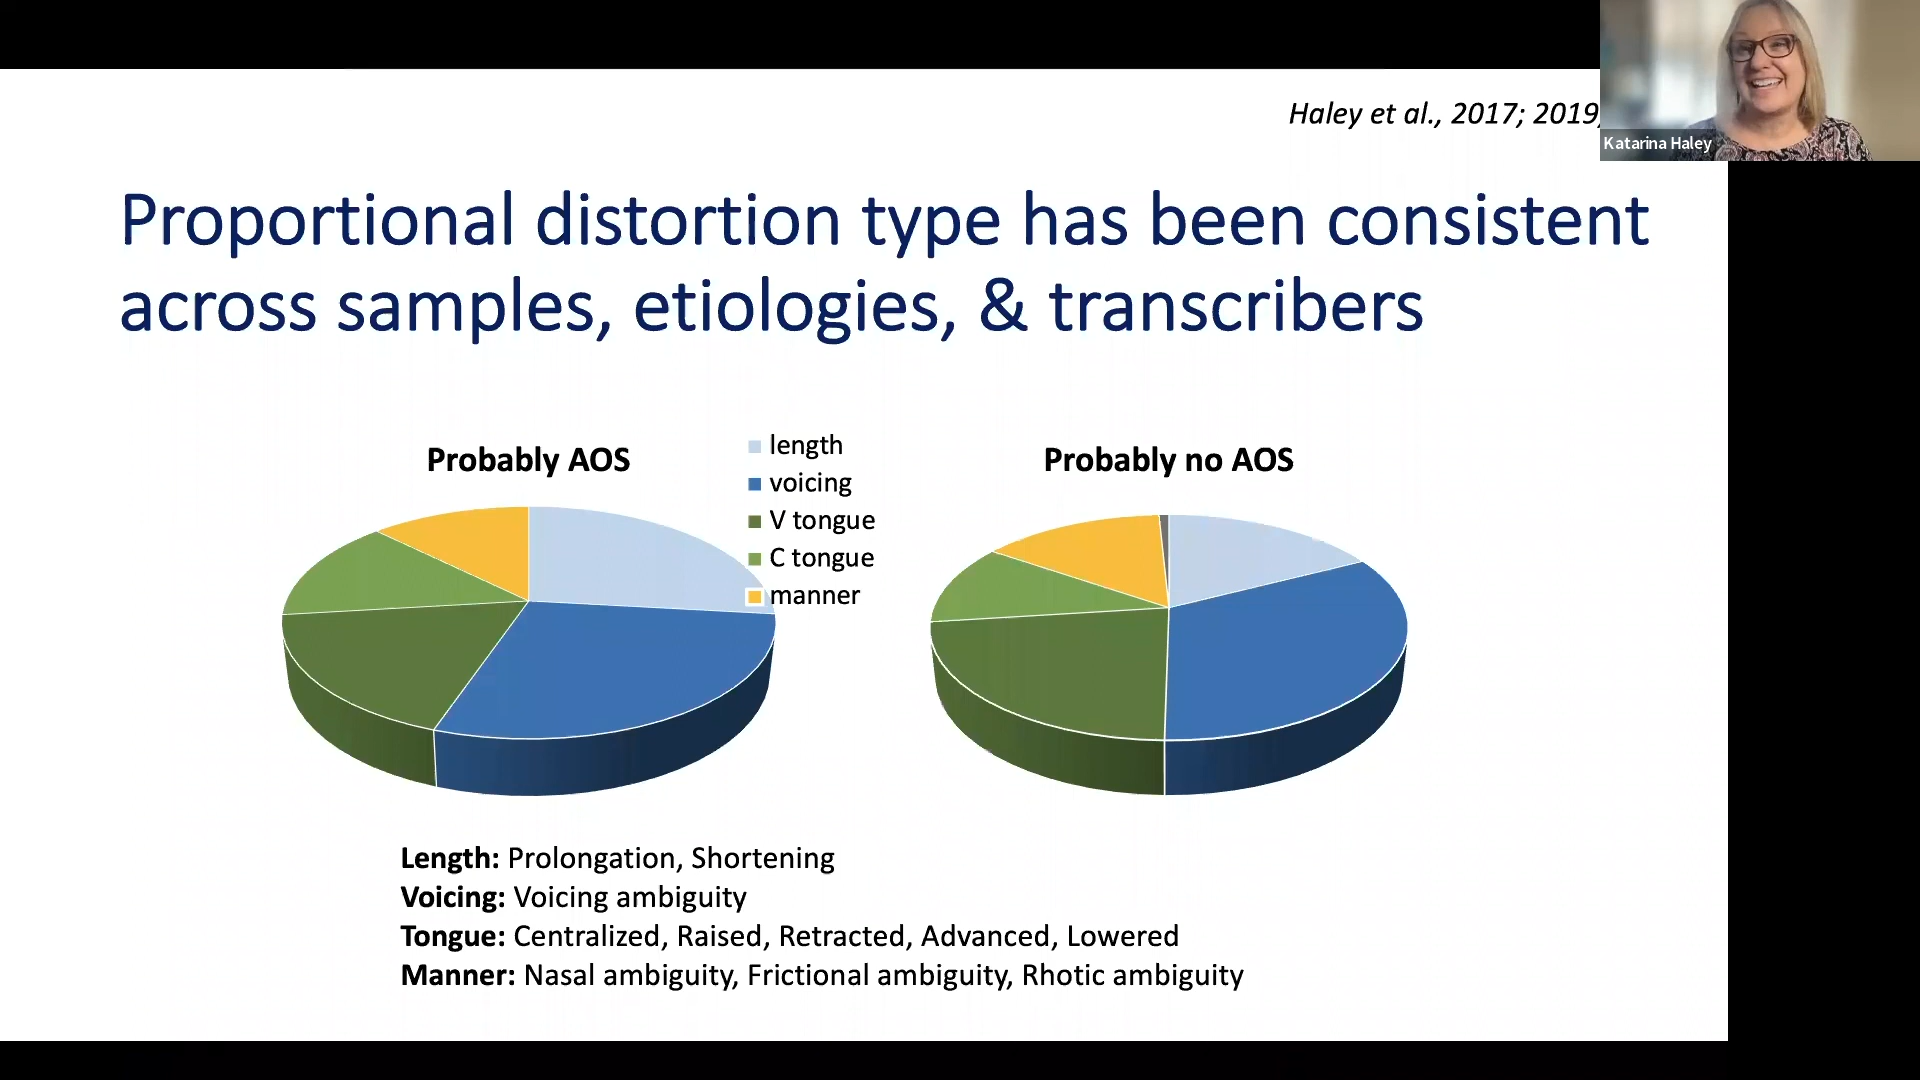 Haley et al., 2017; 2019,
Katarina Haley
Proportional distortion type has been consistent
across samples, etiologies, & transcribers
Probably AOS
length
voicing
V tongue
C tongue
manner
Probably no AOS
Length: Prolongation, Shortening
Voicing: Voicing ambiguity
Tongue: Centralized, Raised, Retracted, Advanced, Lowered
Manner: Nasal ambiguity, Frictional ambiguity, Rhotic ambiguity